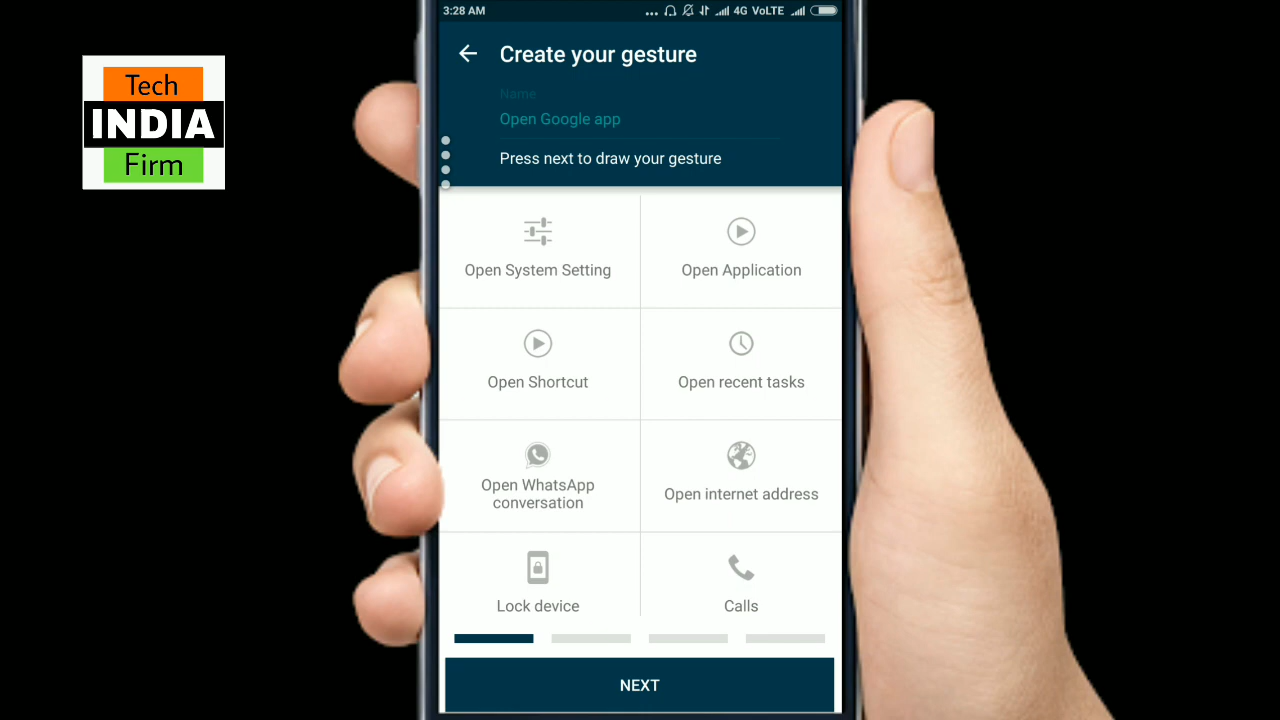 3:28 AM
4G VoLTE
Tech
INDIA
Firm
Create your gesture
Name
Open Google app
Press next to draw your gesture
Open System Setting
Open Application
Open Shortcut
Open recent tasks
Open WhatsApp
conversation
Open internet address
Lock device
Calls
NEXT